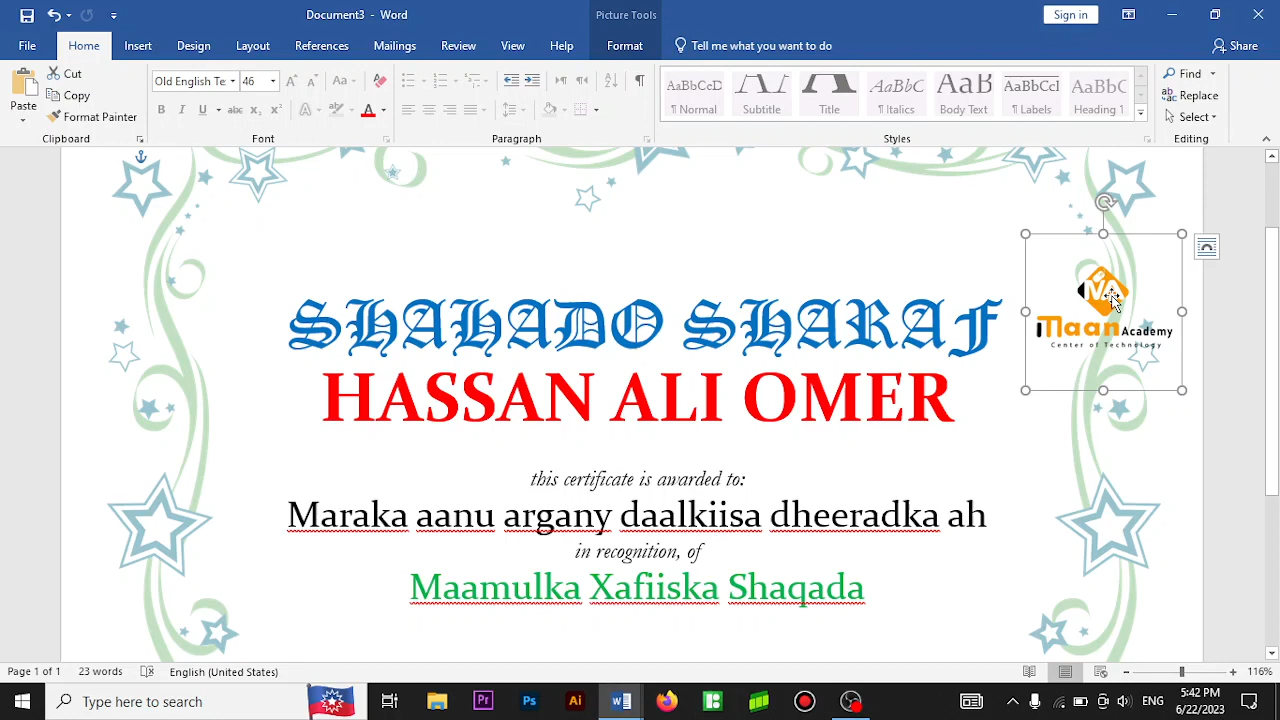 Document3 - Word
Picture Tools
Sign in
File Home Insert Design Layout References Mailings Review View Help Format Tell me what you want to do Share
Paste
Cut
Copy
Format Painter
Clipboard
Old English Te 46
Font
Paragraph
AaBbCcD AaBbCcI
¶ Normal Subtitle Title ¶ Italics Body Text ¶ Labels Heading 1
Styles
Find
Replace
Select
Editing
SHAHADO SHARAF
HASSAN ALI OMER
iMaan Academy
Center of Technology
this certificate is awarded to:
Maraka aanu argany daalkiisa dheeradka ah
in recognition, of
Maamulka Xafiiska Shaqada
Page 1 of 1 23 words English (United States) 116%
Type here to search
ENG
5:42 PM
6/22/2023